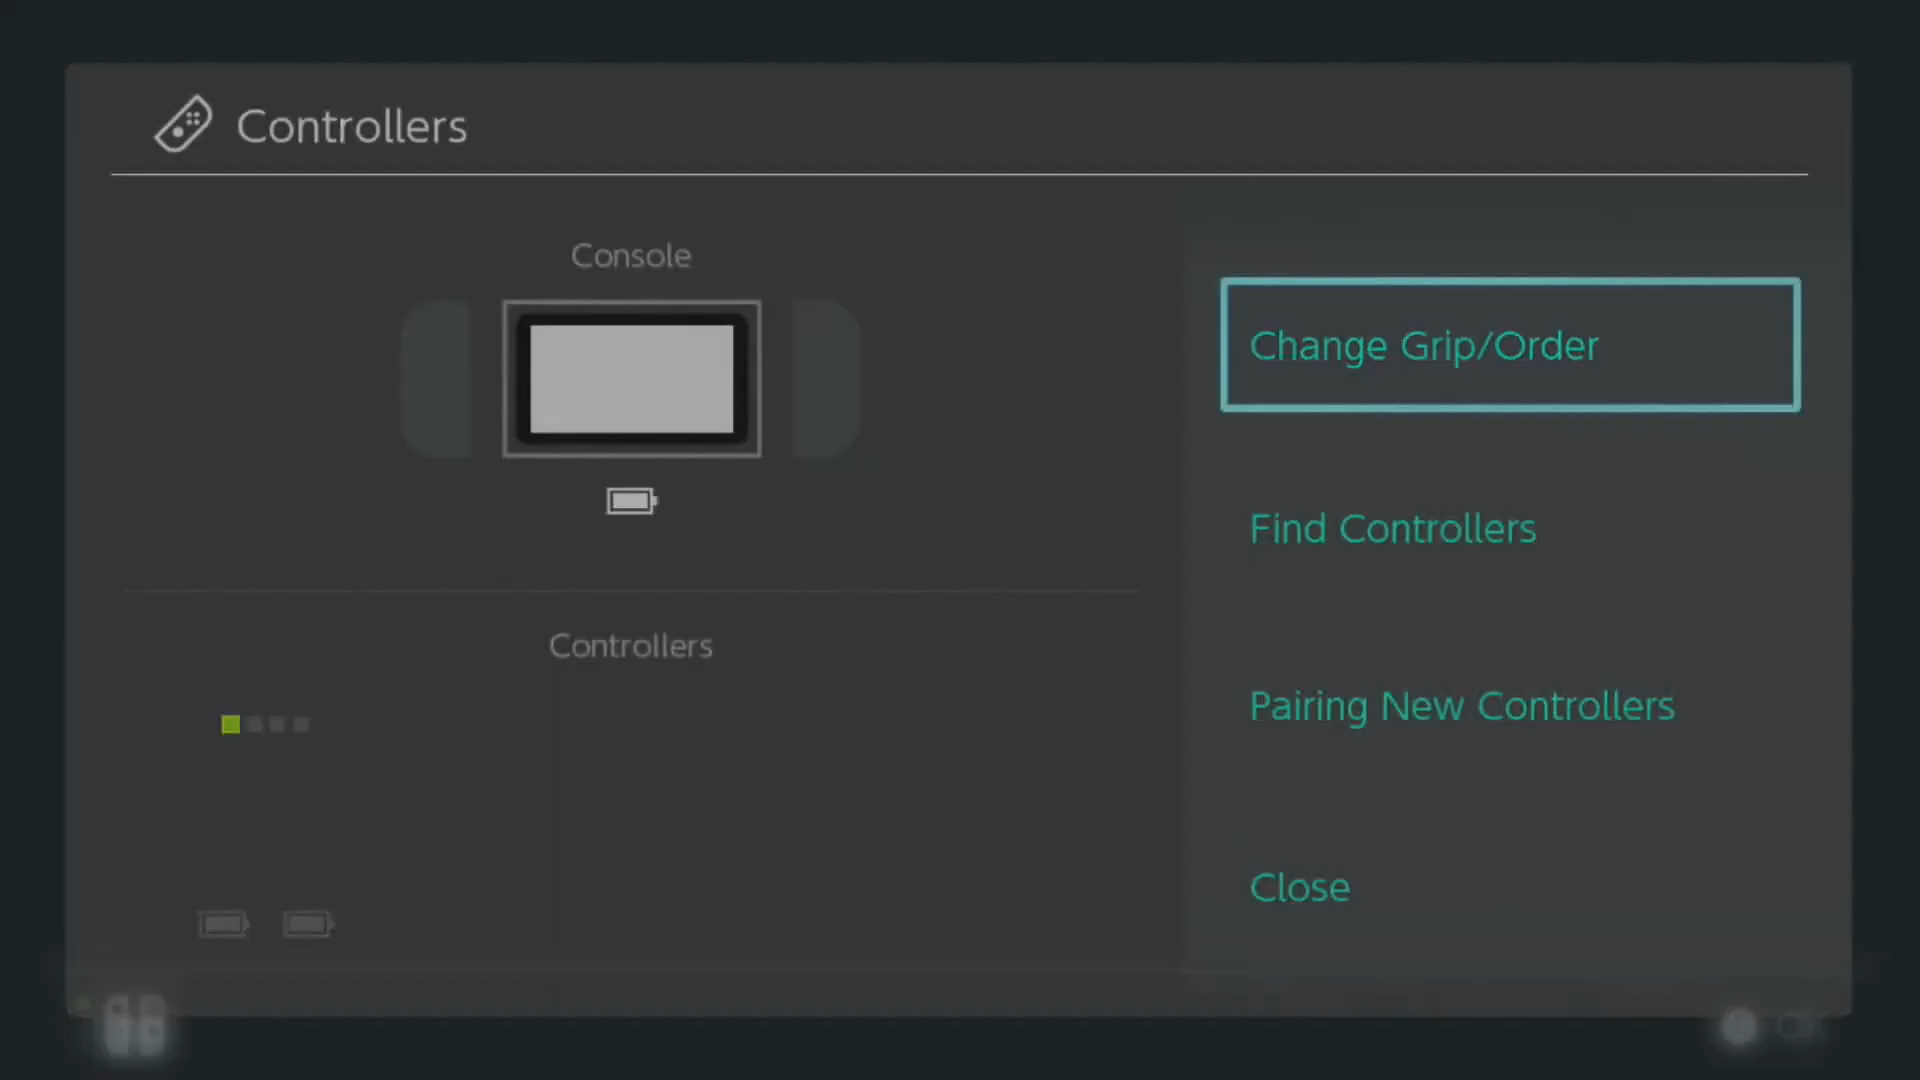 Controllers
Console
Change Grip/Order
Find Controllers
Controllers
Pairing New Controllers
Close